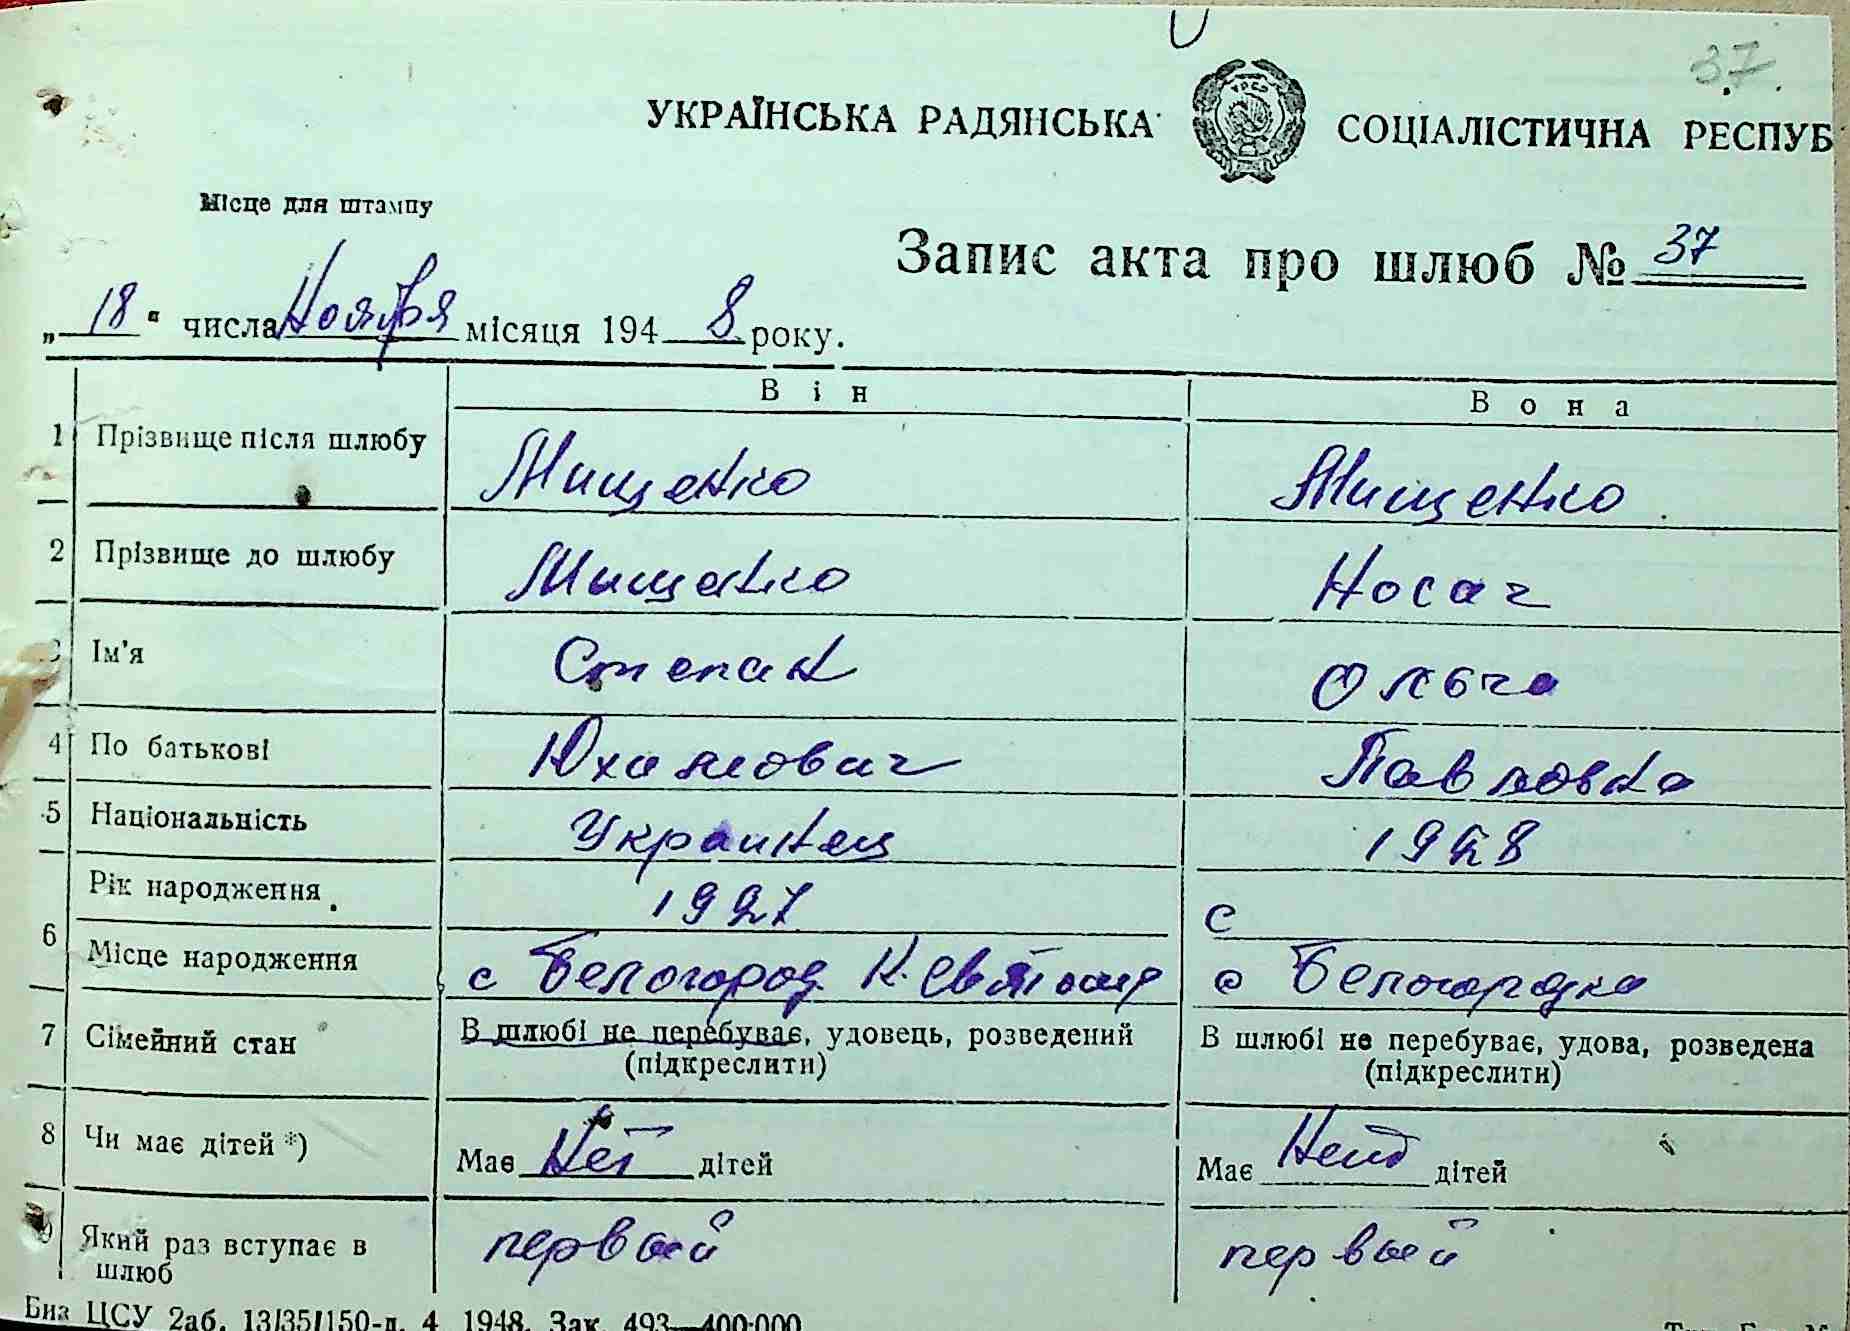 37
УКРАЇНСЬКА РАДЯНСЬКА СОЦІАЛІСТИЧНА РЕСПУБ
Місце для штампу
Запис акта про шлюб № 37
„18“ числа Ноября місяця 1948 року.
Він Вона
1 Прізвище після шлюбу Мищенко Мищенко
2 Прізвище до шлюбу Мищенко Носач
3 Ім'я Степан Ольга
4 По батькові Юхимович Павловна
5 Національність Украинец 1928
6 Рік народження 1927 с
Місце народження с Белогород. К. Святош с Белогородка
7 Сімейний стан В шлюбі не перебуває, удовець, розведений В шлюбі не перебуває, удова, розведена
(підкреслити) (підкреслити)
8 Чи має дітей *) Має Нет дітей Має Нет дітей
9 Який раз вступає в первый первый
шлюб
Биз ЦСУ 2аб. 13/35/150-л. 4 1948. Зак. 493—400.000